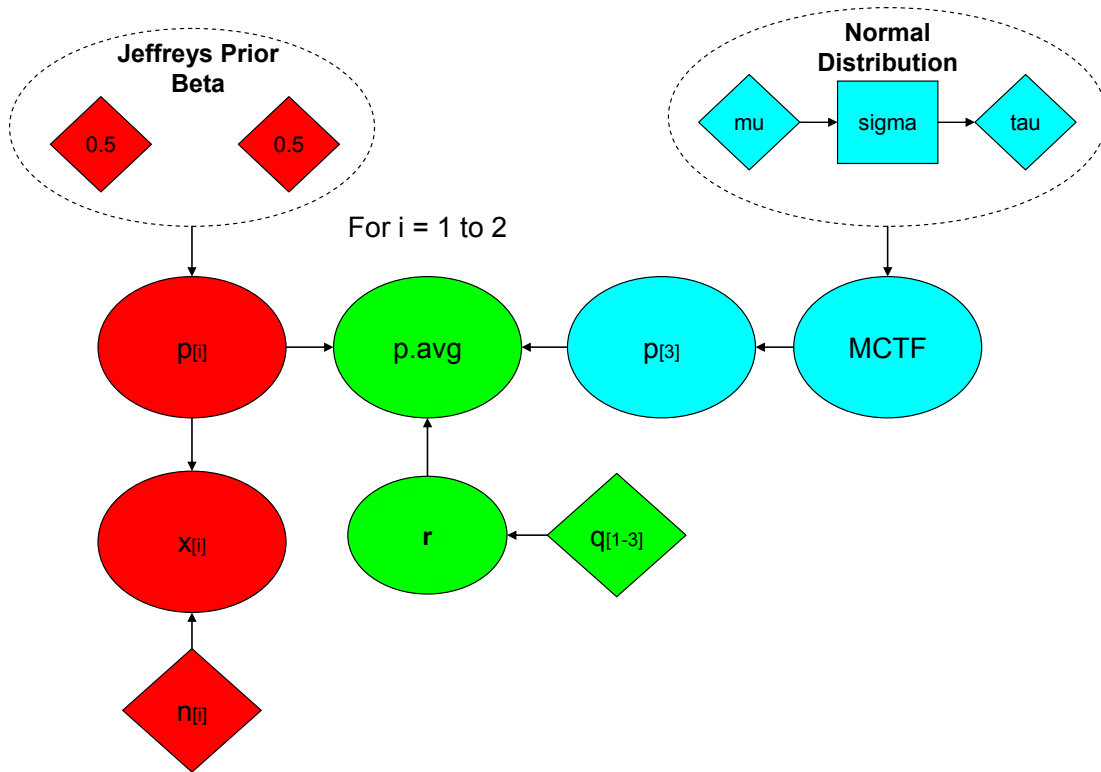 Jeffreys Prior
Beta
0.5
0.5
Normal
Distribution
mu
sigma
tau
For i = 1 to 2
p[i]
p.avg
p[3]
MCTF
x[i]
r
q[1-3]
n[i]